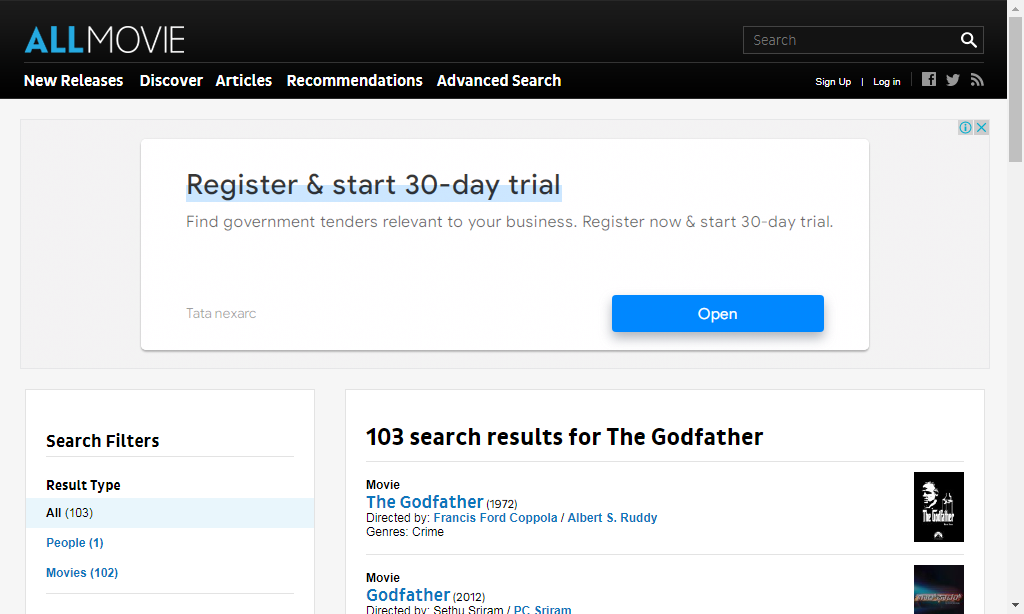 ALLMOVIE
Search
New Releases Discover Articles Recommendations Advanced Search
Sign Up | Log in
Register & start 30-day trial
Find government tenders relevant to your business. Register now & start 30-day trial.
Tata nexarc
Open
Search Filters
Result Type
All (103)
People (1)
Movies (102)
103 search results for The Godfather
Movie
The Godfather (1972)
Directed by: Francis Ford Coppola / Albert S. Ruddy
Genres: Crime
The Godfather
Movie
Godfather (2012)
Directed by: Sethu Sriram / PC Sriram